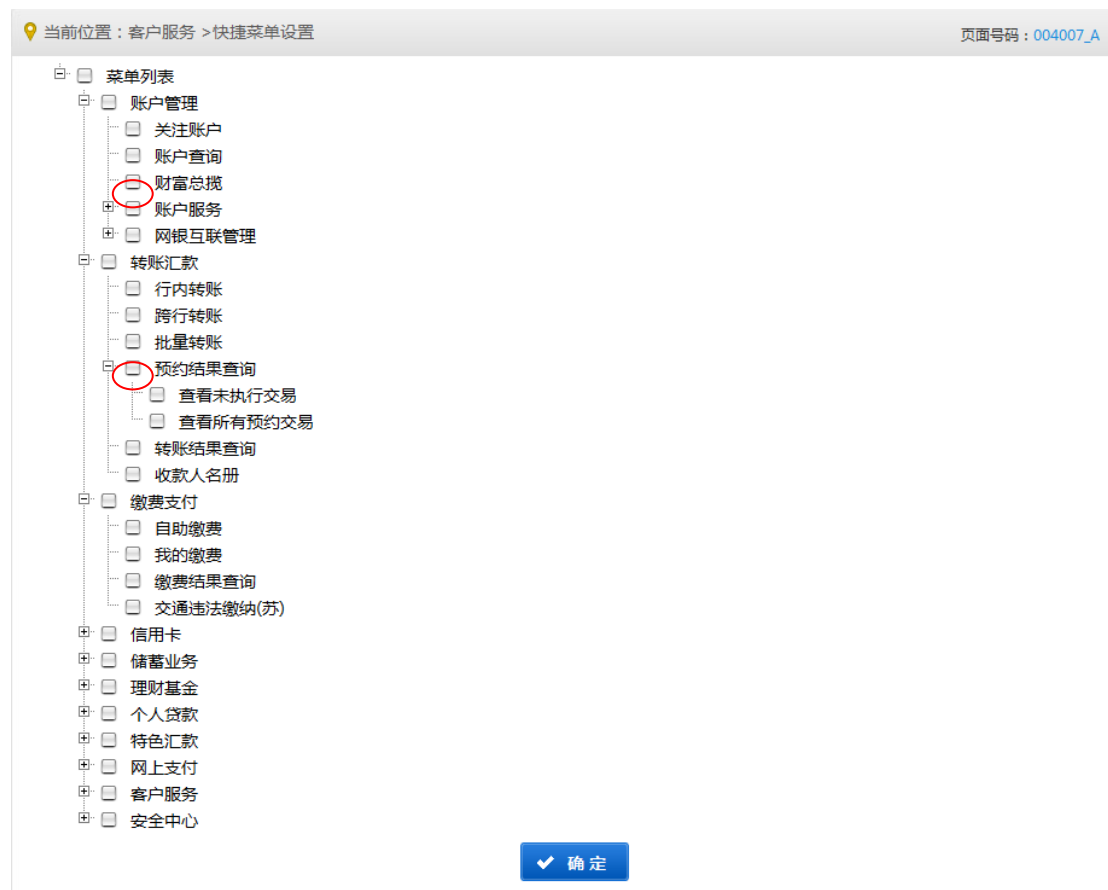 当前位置：客户服务 >快捷菜单设置
页面号码：004007_A
菜单列表
账户管理
关注账户
账户查询
财富总揽
账户服务
网银互联管理
转账汇款
行内转账
跨行转账
批量转账
预约结果查询
查看未执行交易
查看所有预约交易
转账结果查询
收款人名册
缴费支付
自助缴费
我的缴费
缴费结果查询
交通违法缴纳(苏)
信用卡
储蓄业务
理财基金
个人贷款
特色汇款
网上支付
客户服务
安全中心
确定